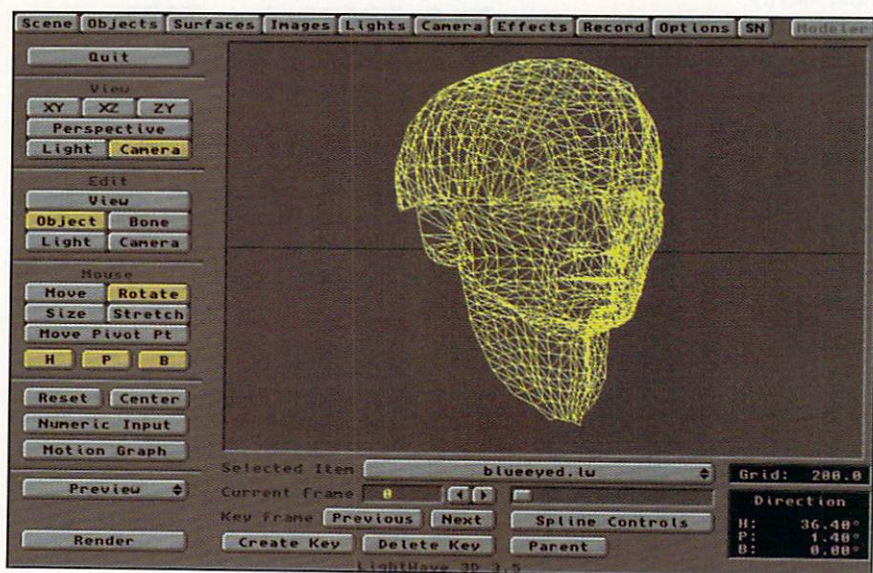 Scene Objects Surfaces Images Lights Camera Effects Record Options SN Modeler
Quit
View
XY XZ ZY
Perspective
Light Camera
Edit
View
Object Bone
Light Camera
Mouse
Move Rotate
Size Stretch
Move Pivot Pt
H P B
Reset Center
Numeric Input
Motion Graph
Preview
Render
Selected Item blueeyed.lw
Current Frame 0
Key Frame Previous Next Spline Controls
Create Key Delete Key Parent
LightWave 3D 3.5
Grid: 200.0
Direction
H: 36.40°
P: 1.40°
B: 0.00°